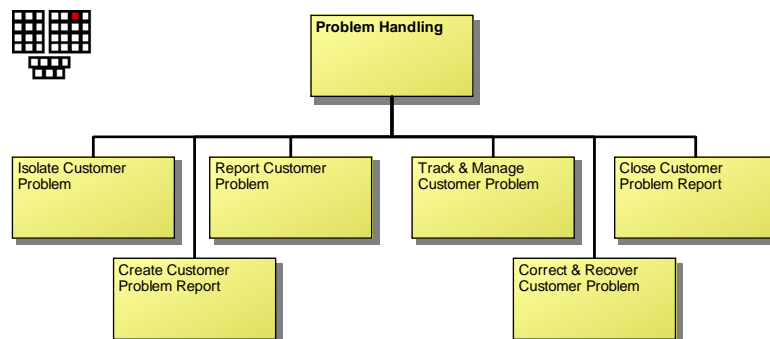 Problem Handling
Isolate Customer
Problem
Report Customer
Problem
Track & Manage
Customer Problem
Close Customer
Problem Report
Create Customer
Problem Report
Correct & Recover
Customer Problem